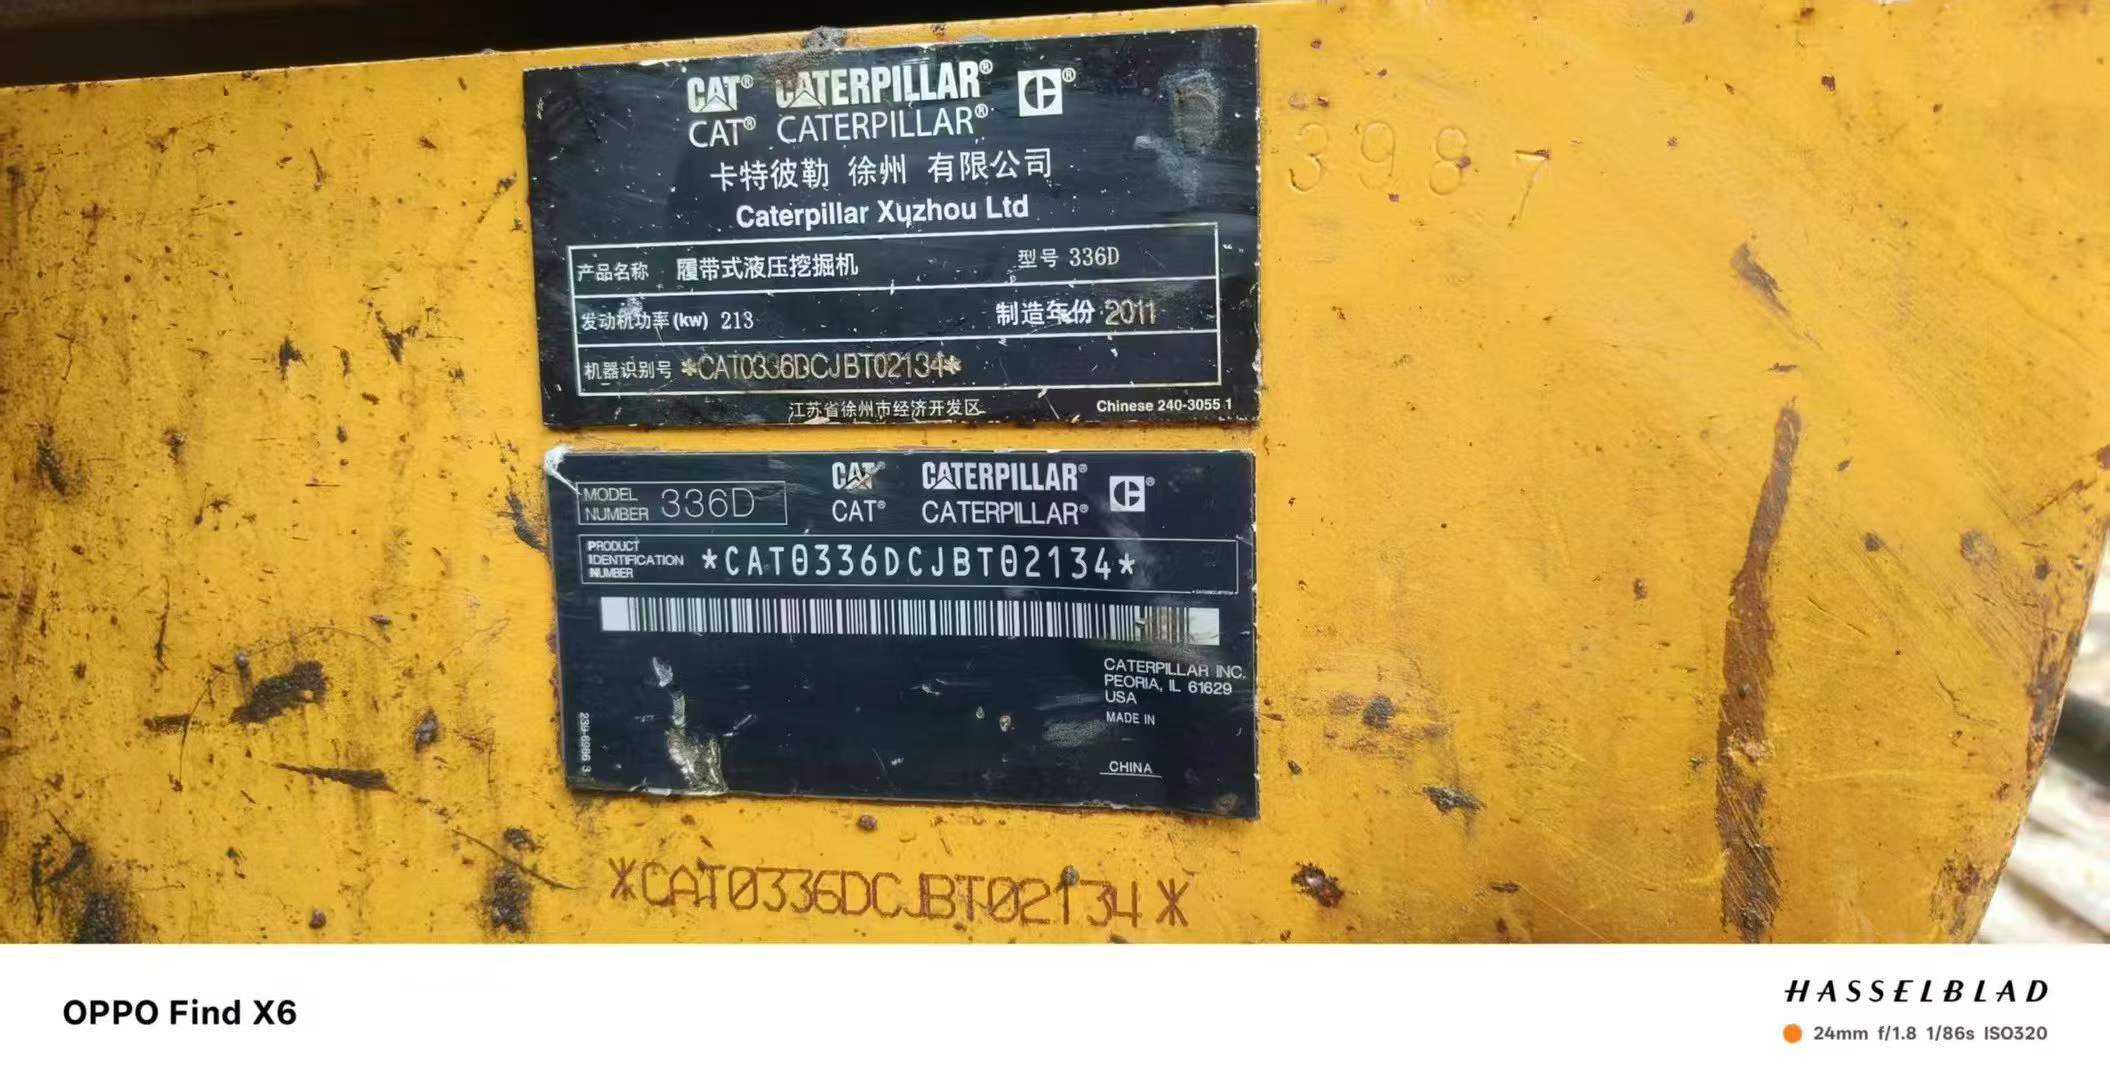 CAT® CATERPILLAR® ®
CAT® CATERPILLAR®
卡特彼勒 徐州 有限公司
Caterpillar Xuzhou Ltd
产品名称 履带式液压挖掘机 型号 336D
发动机功率(kw) 213 制造年份 2011
机器识别号 *CAT0336DCJBT02134*
江苏省徐州市经济开发区
Chinese 240-3055 1
3987
MODEL NUMBER 336D
CAT® CATERPILLAR® ®
CAT® CATERPILLAR®
PRODUCT
IDENTIFICATION
NUMBER
*CAT0336DCJBT02134*
CATERPILLAR INC.
PEORIA, IL 61629
USA
MADE IN
CHINA
239-6986 3
*CAT0336DCJBT02134*
OPPO Find X6
HASSELBLAD
24mm f/1.8 1/86s ISO320